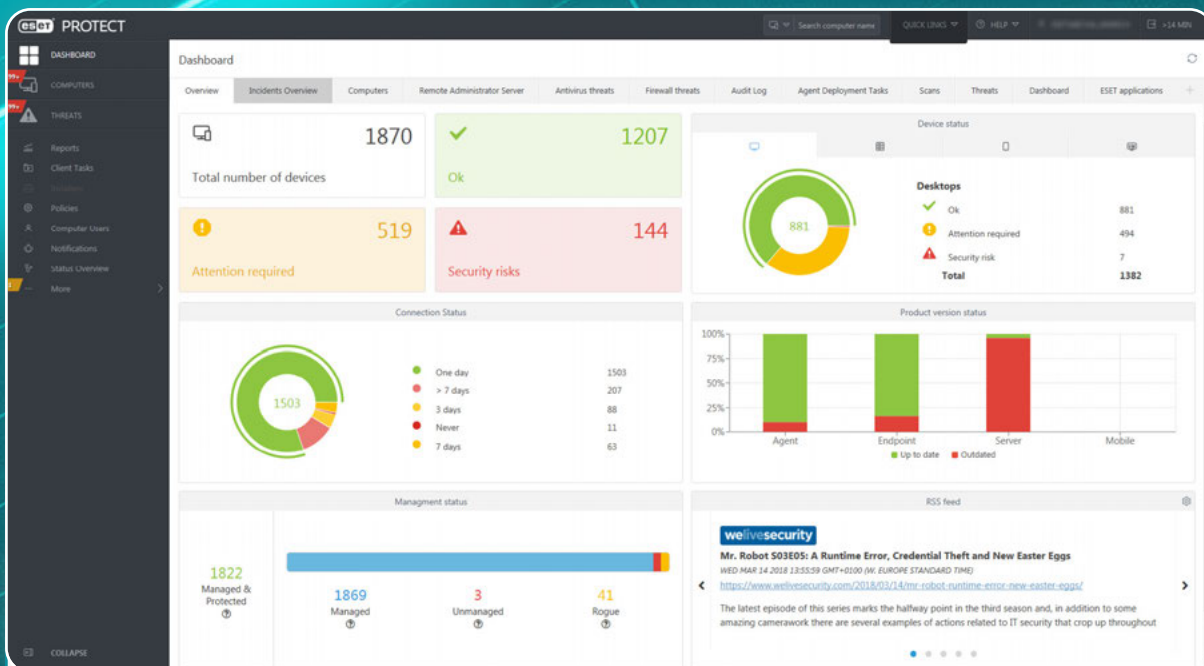 eset PROTECT
Search computer name
QUICK LINKS
HELP
>14 MIN
DASHBOARD
99+
COMPUTERS
99+
THREATS
Reports
Client Tasks
Policies
Computer Users
Notifications
Status Overview
More
COLLAPSE
Dashboard
Overview Incidents Overview Computers Remote Administrator Server Antivirus threats Firewall threats Audit Log Agent Deployment Tasks Scans Threats Dashboard ESET applications
1870
Total number of devices
1207
Ok
519
Attention required
144
Security risks
Device status
881
Desktops
Ok 881
Attention required 494
Security risk 7
Total 1382
Connection Status
1503
One day 1503
> 7 days 207
3 days 88
Never 11
7 days 63
Product version status
100%
75%
50%
25%
0%
Agent Endpoint Server Mobile
Up to date Outdated
Managment status
1822
Managed &
Protected
1869
Managed
3
Unmanaged
41
Rogue
RSS feed
welivesecurity
Mr. Robot S03E05: A Runtime Error, Credential Theft and New Easter Eggs
WED MAR 14 2018 13:55:59 GMT+0100 (W. EUROPE STANDARD TIME)
https://www.welivesecurity.com/2018/03/14/mr-robot-runtime-error-new-easter-eggs/
The latest episode of this series marks the halfway point in the third season and, in addition to some
amazing camerawork there are several examples of actions related to IT security that crop up throughout